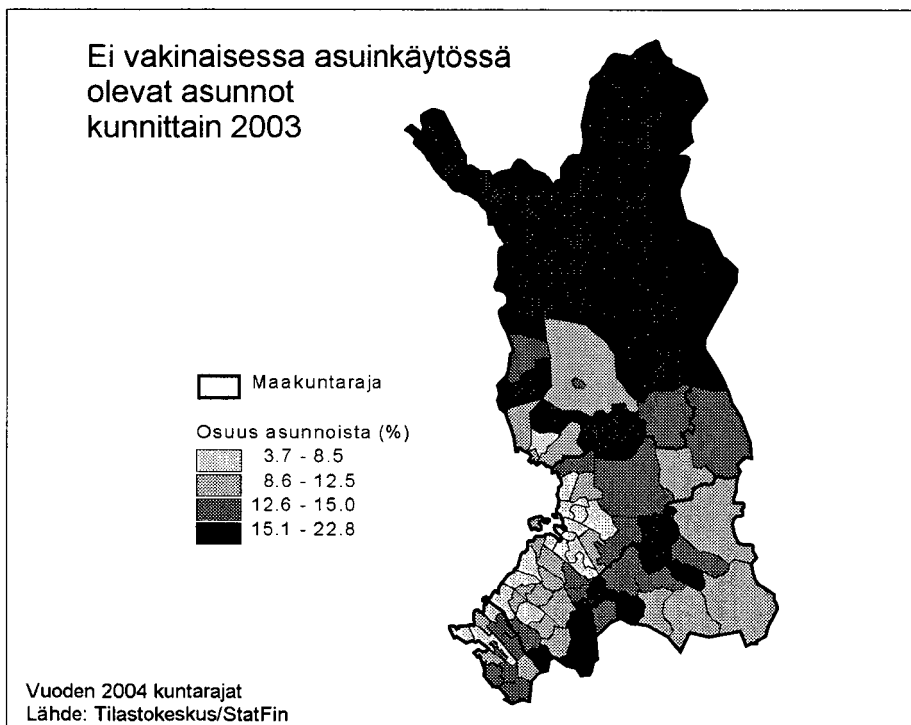 Ei vakinaisessa asuinkäytössä
olevat asunnot
kunnittain 2003
Maakuntaraja
Osuus asunnoista (%)
3.7 - 8.5
8.6 - 12.5
12.6 - 15.0
15.1 - 22.8
Vuoden 2004 kuntarajat
Lähde: Tilastokeskus/StatFin